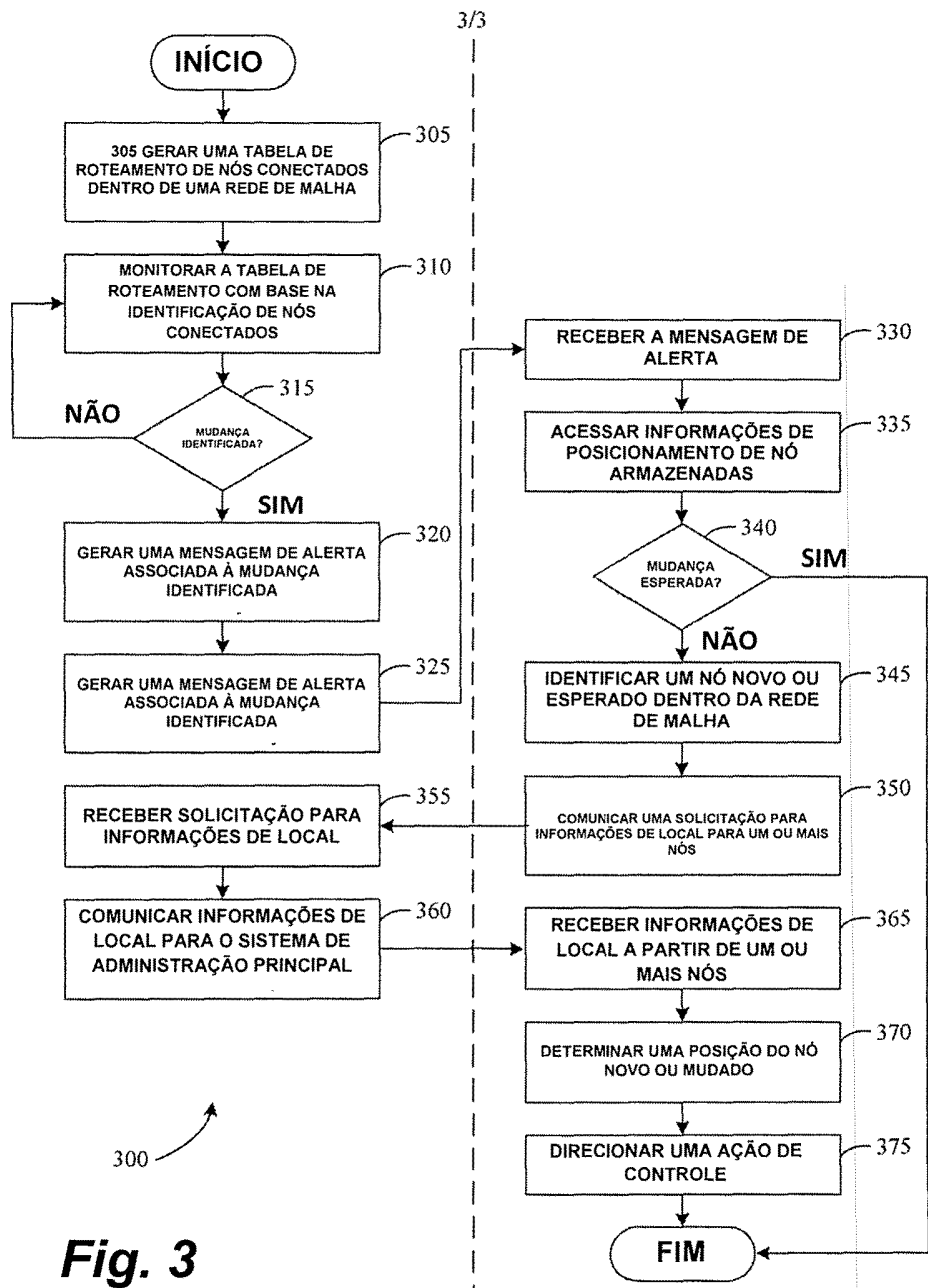 3/3
INÍCIO
305
305 GERAR UMA TABELA DE
ROTEAMENTO DE NÓS CONECTADOS
DENTRO DE UMA REDE DE MALHA
310
MONITORAR A TABELA DE
ROTEAMENTO COM BASE NA
IDENTIFICAÇÃO DE NÓS
CONECTADOS
315
NÃO
MUDANÇA
IDENTIFICADA?
SIM
320
GERAR UMA MENSAGEM DE ALERTA
ASSOCIADA À MUDANÇA
IDENTIFICADA
325
GERAR UMA MENSAGEM DE ALERTA
ASSOCIADA À MUDANÇA
IDENTIFICADA
330
RECEBER A MENSAGEM DE
ALERTA
335
ACESSAR INFORMAÇÕES DE
POSICIONAMENTO DE NÓ
ARMAZENADAS
340
MUDANÇA
ESPERADA?
SIM
NÃO
345
IDENTIFICAR UM NÓ NOVO OU
ESPERADO DENTRO DA REDE
DE MALHA
350
COMUNICAR UMA SOLICITAÇÃO PARA
INFORMAÇÕES DE LOCAL PARA UM OU MAIS
NÓS
355
RECEBER SOLICITAÇÃO PARA
INFORMAÇÕES DE LOCAL
360
COMUNICAR INFORMAÇÕES DE
LOCAL PARA O SISTEMA DE
ADMINISTRAÇÃO PRINCIPAL
365
RECEBER INFORMAÇÕES DE
LOCAL A PARTIR DE UM OU
MAIS NÓS
370
DETERMINAR UMA POSIÇÃO DO NÓ
NOVO OU MUDADO
375
DIRECIONAR UMA AÇÃO DE
CONTROLE
FIM
300
Fig. 3